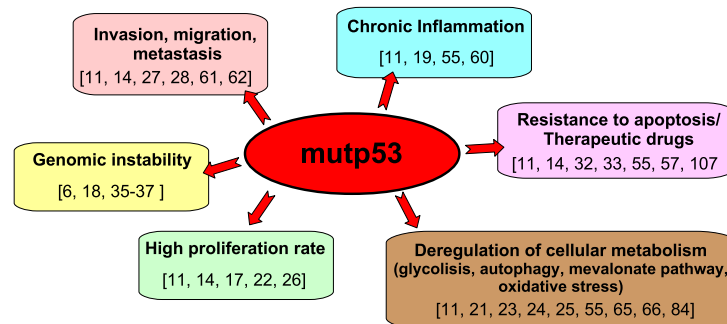 Invasion, migration,
metastasis
[11, 14, 27, 28, 61, 62]
Chronic Inflammation
[11, 19, 55, 60]
Resistance to apoptosis/
Therapeutic drugs
[11, 14, 32, 33, 55, 57, 107
mutp53
Genomic instability
[6, 18, 35-37 ]
High proliferation rate
[11, 14, 17, 22, 26]
Deregulation of cellular metabolism
(glycolisis, autophagy, mevalonate pathway,
oxidative stress)
[11, 21, 23, 24, 25, 55, 65, 66, 84]